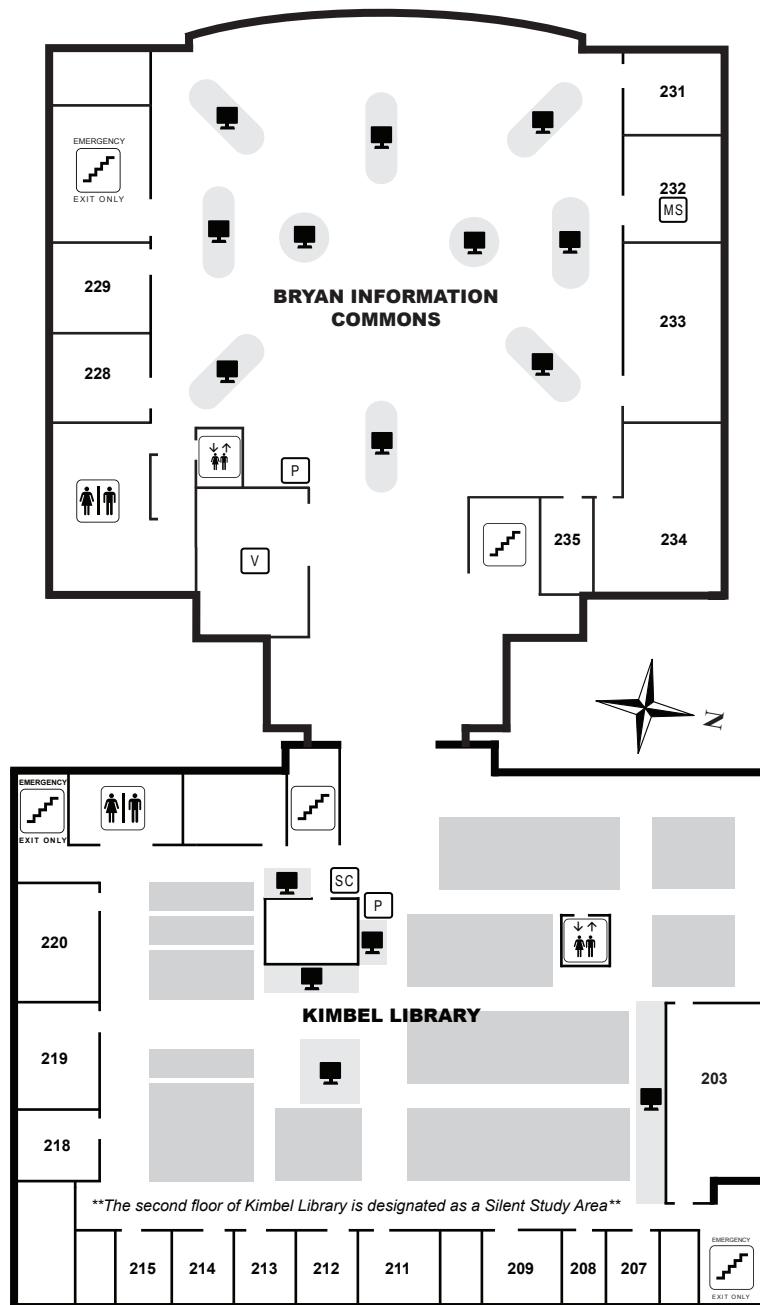 231
EMERGENCY
EXIT ONLY
232
MS
229
BRYAN INFORMATION
COMMONS
233
228
P
V
235
234
N
EMERGENCY
EXIT ONLY
SC
P
220
KIMBEL LIBRARY
219
203
218
**The second floor of Kimbel Library is designated as a Silent Study Area**
215
214
213
212
211
209
208
207
EMERGENCY
EXIT ONLY